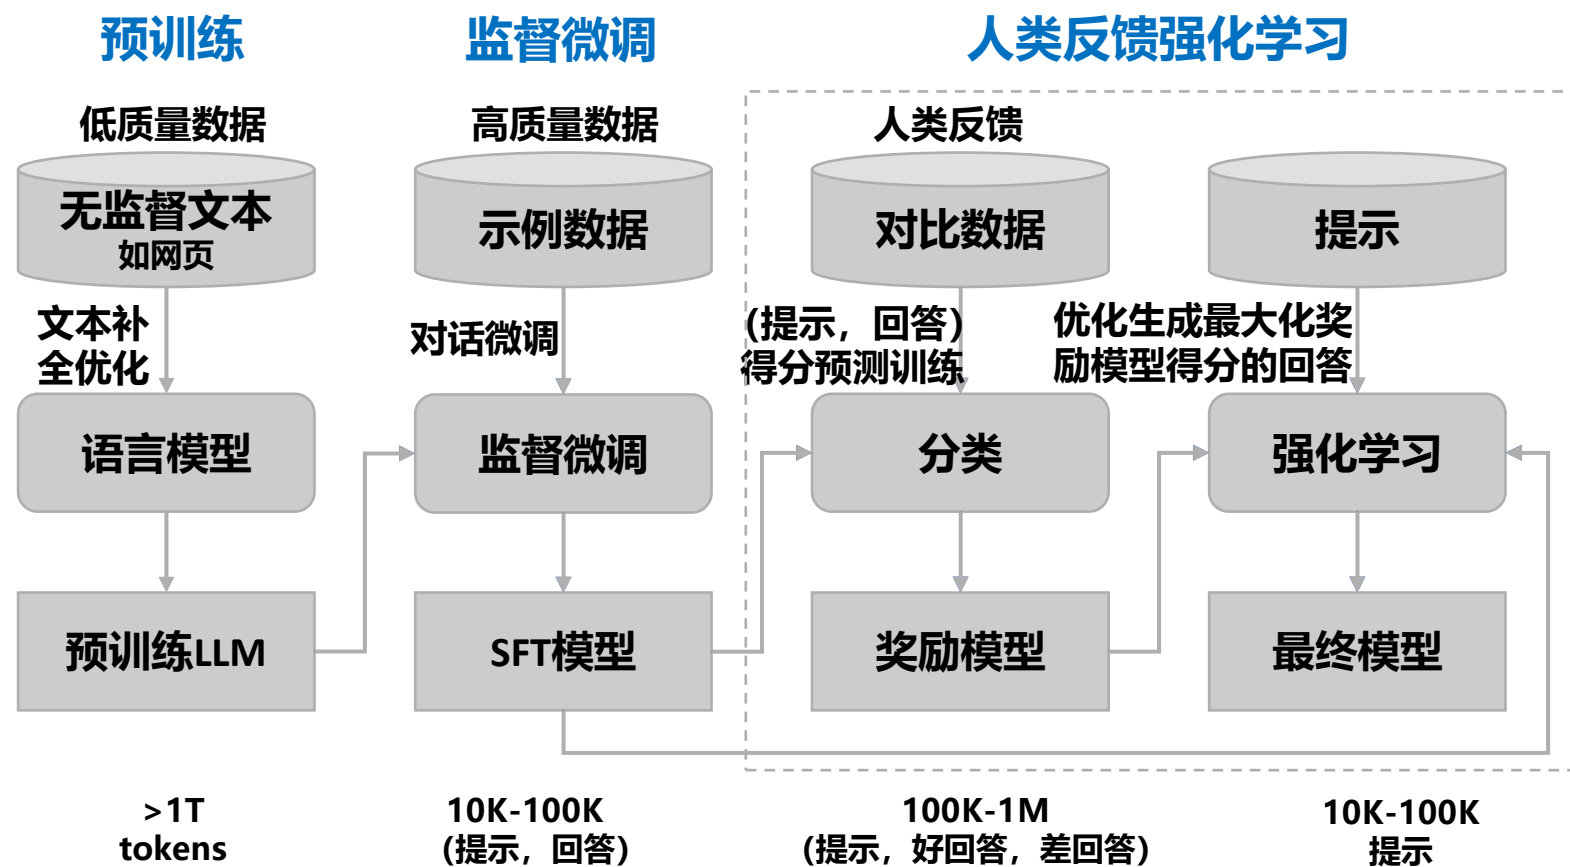 预训练
监督微调
人类反馈强化学习
低质量数据
高质量数据
人类反馈
无监督文本
如网页
示例数据
对比数据
提示
文本补
全优化
对话微调
(提示，回答)
得分预测训练
优化生成最大化奖
励模型得分的回答
语言模型
监督微调
分类
强化学习
预训练LLM
SFT模型
奖励模型
最终模型
>1T
tokens
10K-100K
(提示，回答)
100K-1M
(提示，好回答，差回答)
10K-100K
提示